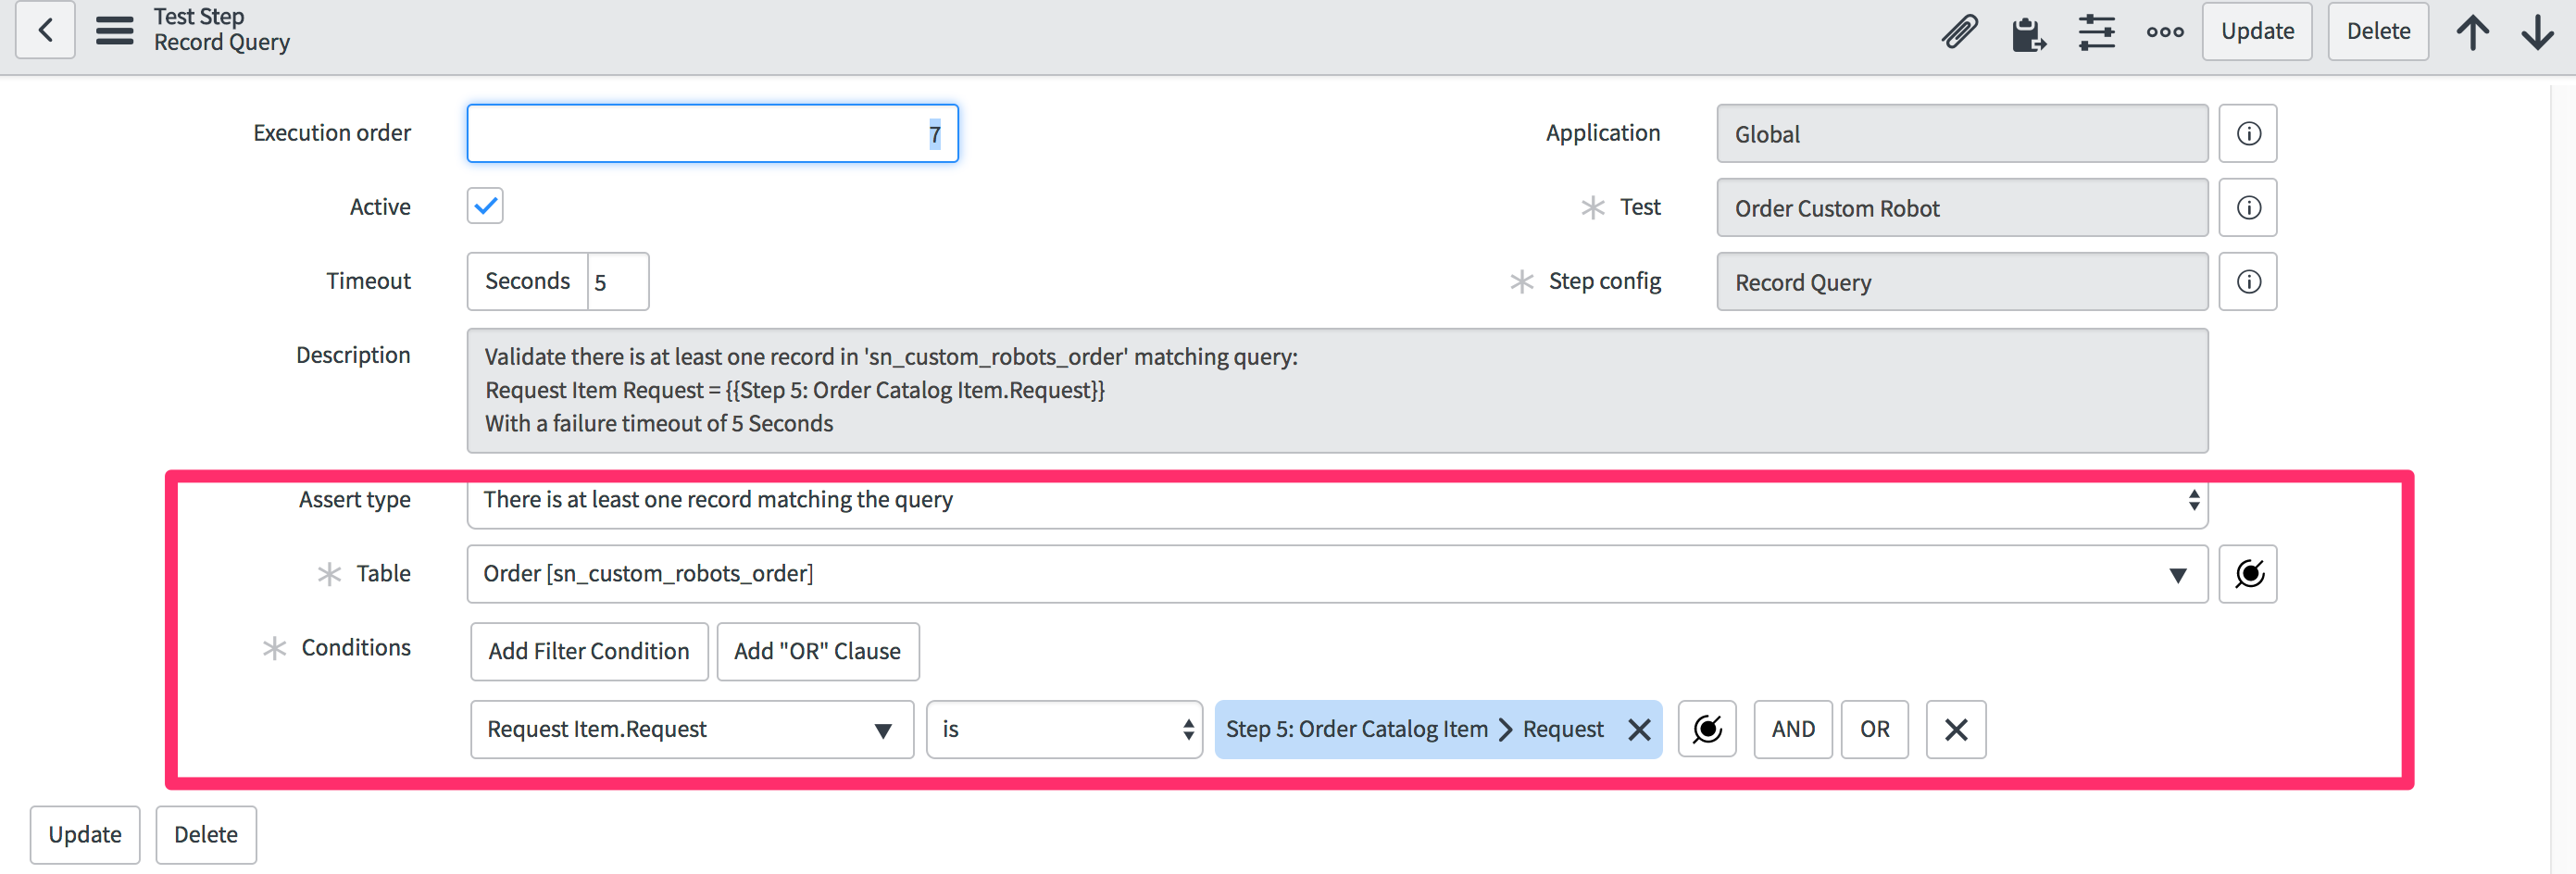 Test Step
Record Query
Update
Delete
Execution order
7
Application
Global
Active
Test
Order Custom Robot
Timeout
Seconds 5
Step config
Record Query
Description
Validate there is at least one record in 'sn_custom_robots_order' matching query:
Request Item Request = {{Step 5: Order Catalog Item.Request}}
With a failure timeout of 5 Seconds
Assert type
There is at least one record matching the query
Table
Order [sn_custom_robots_order]
Conditions
Add Filter Condition
Add "OR" Clause
Request Item.Request
is
Step 5: Order Catalog Item > Request
AND
OR
Update
Delete